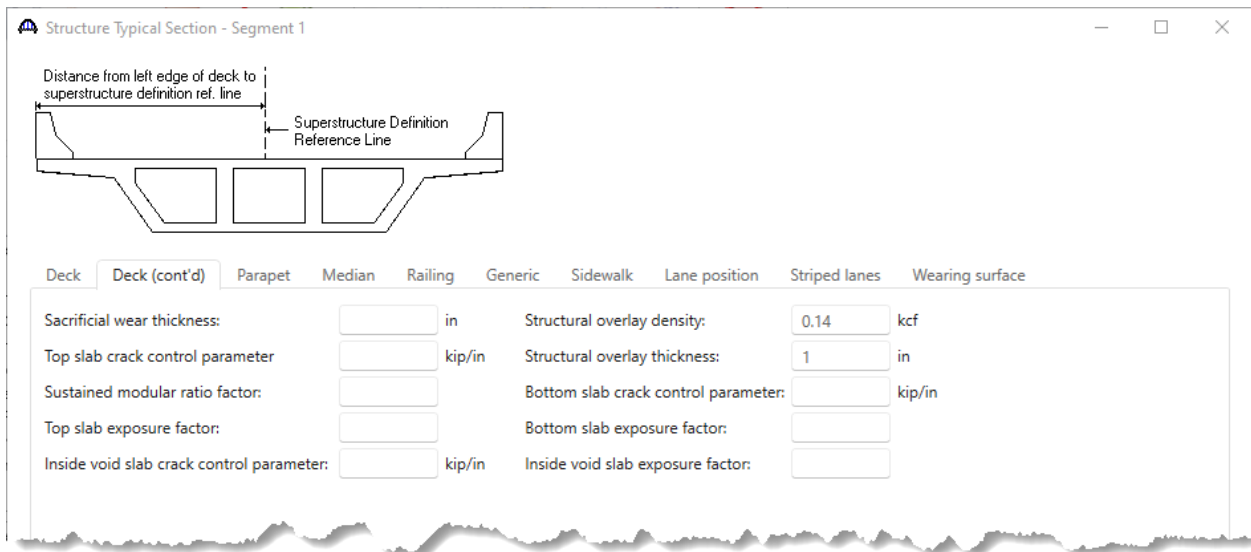 Structure Typical Section - Segment 1
Distance from left edge of deck to
superstructure definition ref. line
Superstructure Definition
Reference Line
Deck Deck (cont'd) Parapet Median Railing Generic Sidewalk Lane position Striped lanes Wearing surface
Sacrificial wear thickness: in Structural overlay density: 0.14 kcf
Top slab crack control parameter kip/in Structural overlay thickness: 1 in
Sustained modular ratio factor: Bottom slab crack control parameter: kip/in
Top slab exposure factor: Bottom slab exposure factor:
Inside void slab crack control parameter: kip/in Inside void slab exposure factor: